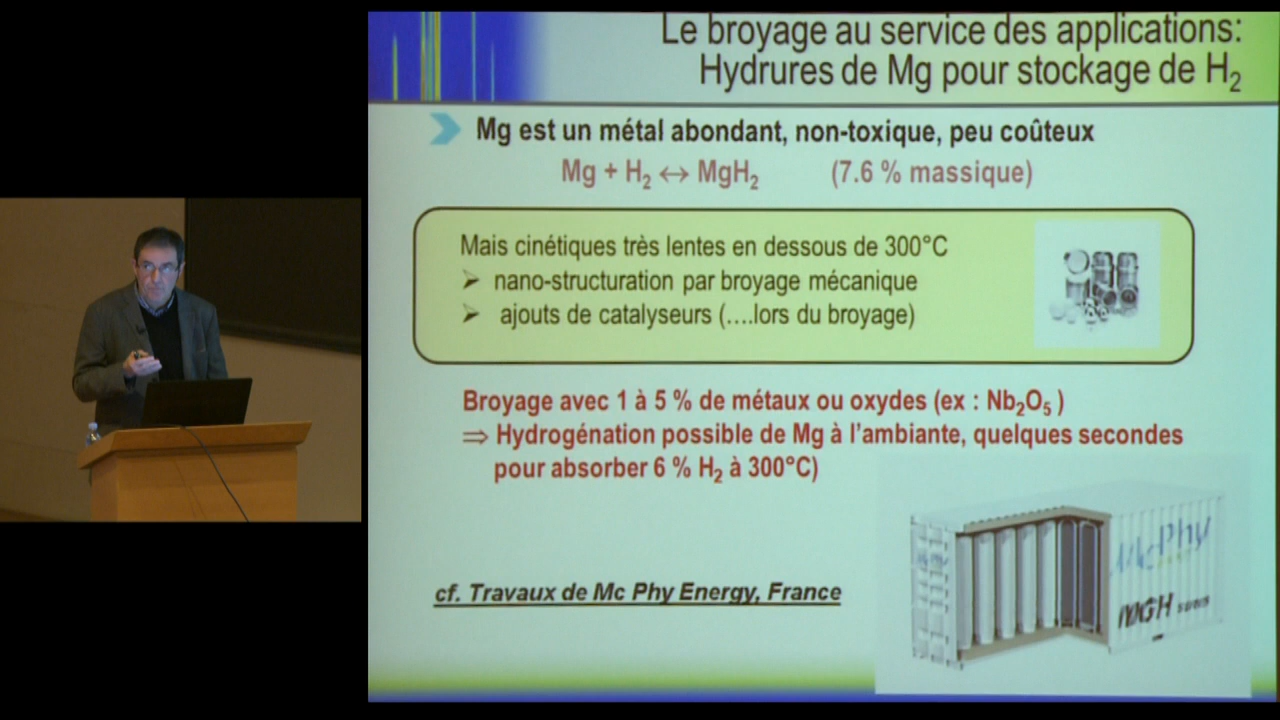 Le broyage au service des applications:
Hydrures de Mg pour stockage de H₂
Mg est un métal abondant, non-toxique, peu coûteux
Mg + H₂ ↔ MgH₂ (7.6 % massique)
Mais cinétiques très lentes en dessous de 300°C
➢ nano-structuration par broyage mécanique
➢ ajouts de catalyseurs (....lors du broyage)
Broyage avec 1 à 5 % de métaux ou oxydes (ex : Nb₂O₅ )
⇒ Hydrogénation possible de Mg à l'ambiante, quelques secondes
pour absorber 6 % H₂ à 300°C)
McPhy
MGH
cf. Travaux de Mc Phy Energy, France